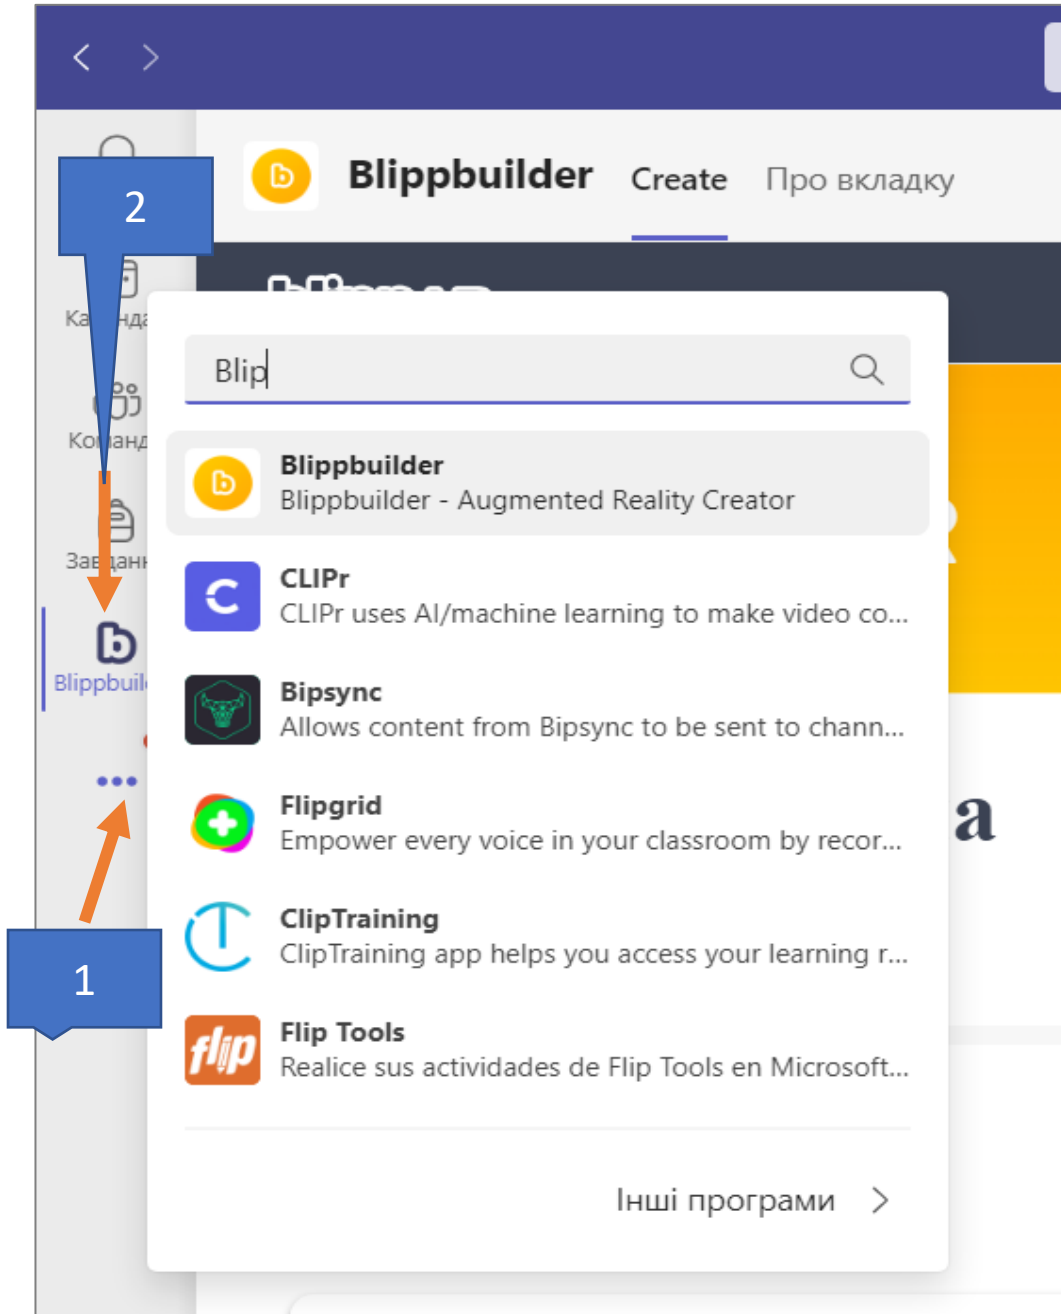 Blippbuilder Create Про вкладку
2
Blip
Blippbuilder
Blippbuilder - Augmented Reality Creator
CLIPr
CLIPr uses AI/machine learning to make video co...
Bipsync
Allows content from Bipsync to be sent to chann...
Flipgrid
Empower every voice in your classroom by recor...
ClipTraining
ClipTraining app helps you access your learning r...
flip
Flip Tools
Realice sus actividades de Flip Tools en Microsoft...
Інші програми
Команд
Blippbuil
1
a